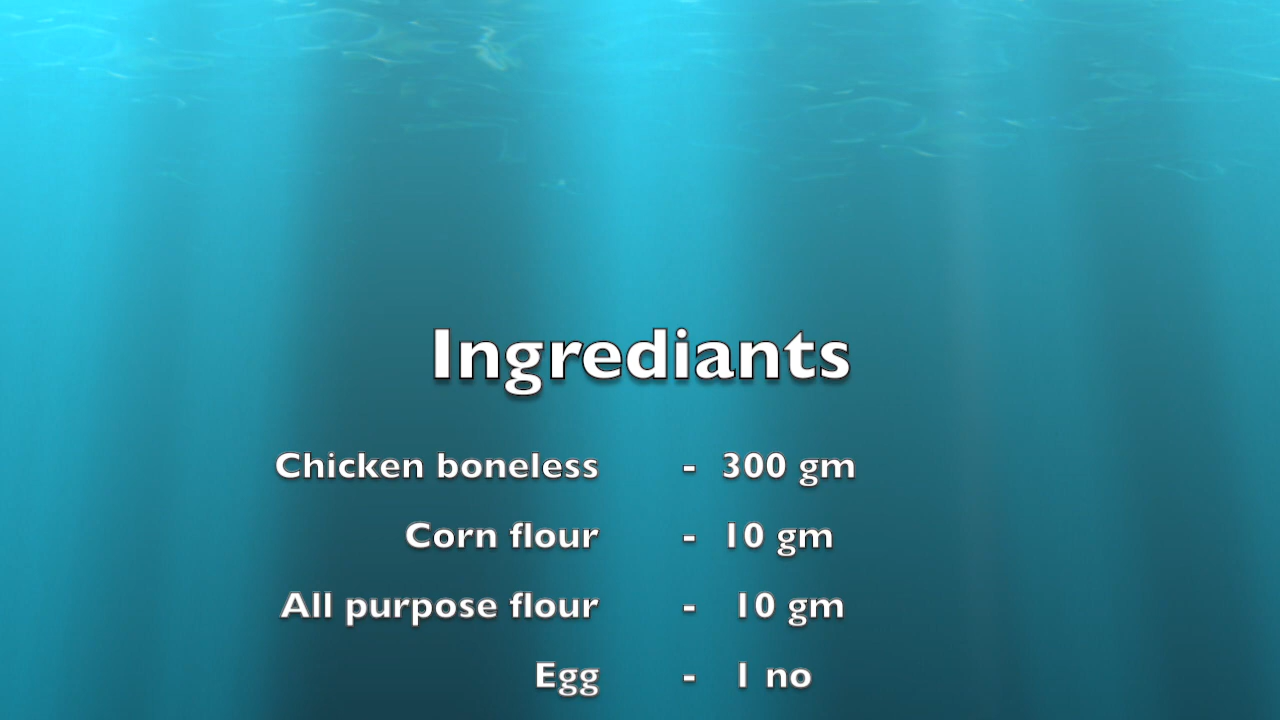 Ingrediants
Chicken boneless - 300 gm
Corn flour - 10 gm
All purpose flour - 10 gm
Egg - 1 no